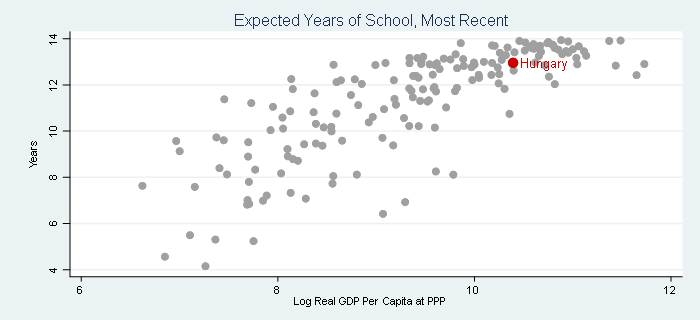 Expected Years of School, Most Recent
14
12
10
8
6
4
Years
Hungary
6
8
10
12
Log Real GDP Per Capita at PPP